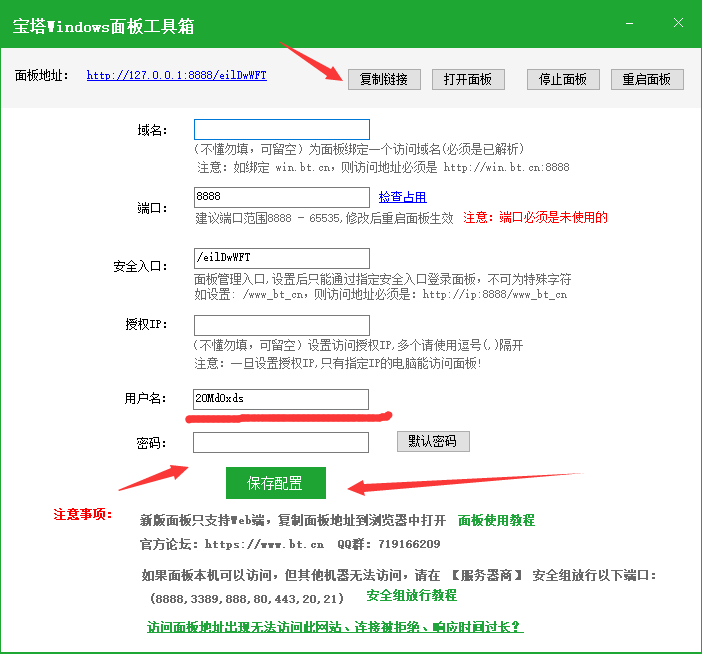 宝塔Windows面板工具箱
面板地址： http://127.0.0.1:8888/eilDwWFT 复制链接 打开面板 停止面板 重启面板
域名：
(不懂勿填，可留空）为面板绑定一个访问域名(必须是已解析)
注意：如绑定 win.bt.cn，则访问地址必须是 http://win.bt.cn:8888
端口： 8888 检查占用
建议端口范围8888 - 65535,修改后重启面板生效 注意：端口必须是未使用的
安全入口： /eilDwWFT
面板管理入口,设置后只能通过指定安全入口登录面板，不可为特殊字符
如设置: /www_bt_cn，则访问地址必须是：http://ip:8888/www_bt_cn
授权IP：
(不懂勿填，可留空）设置访问授权IP,多个请使用逗号(,)隔开
注意：一旦设置授权IP,只有指定IP的电脑能访问面板!
用户名： 20MdOxds
密码： 默认密码
保存配置
注意事项：
新版面板只支持Web端，复制面板地址到浏览器中打开 面板使用教程
官方论坛：https://www.bt.cn QQ群：719166209
如果面板本机可以访问，但其他机器无法访问，请在 【服务器商】 安全组放行以下端口：
(8888,3389,888,80,443,20,21) 安全组放行教程
访问面板地址出现无法访问此网站、连接被拒绝、响应时间过长？